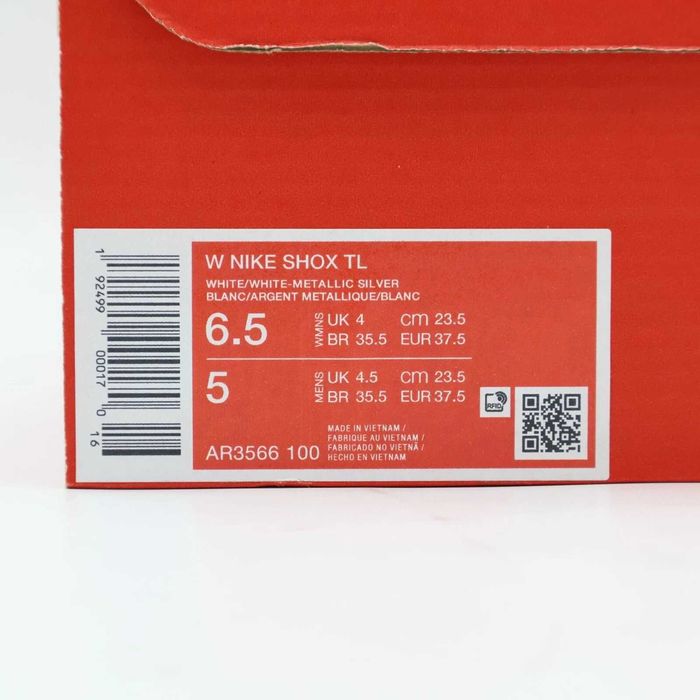 W NIKE SHOX TL
WHITE/WHITE-METALLIC SILVER
BLANC/ARGENT METALLIQUE/BLANC
6.5 WMNS UK 4 cm 23.5
BR 35.5 EUR 37.5
5 MENS UK 4.5 cm 23.5
BR 35.5 EUR 37.5
AR3566 100
MADE IN VIETNAM /
FABRIQUE AU VIETNAM /
FABRICADO NO VIETNÃ /
HECHO EN VIETNAM
RFID
1 92499 00017 0 16